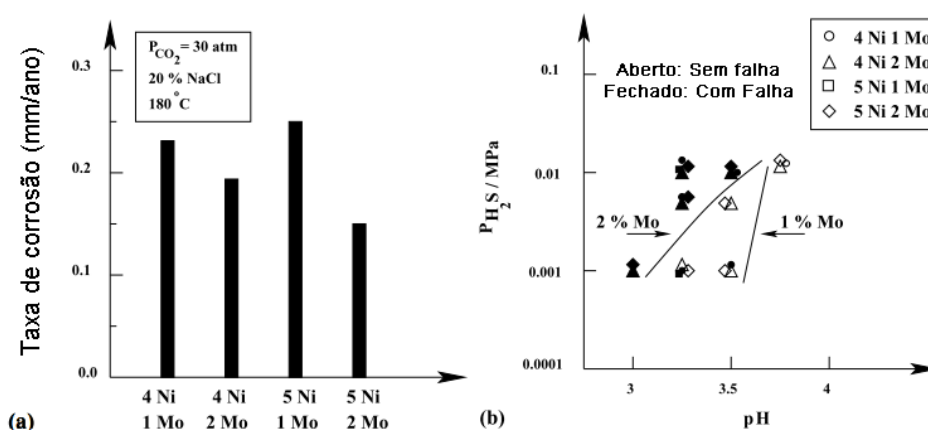 Taxa de corrosão (mm/ano)
0.3
0.2
0.1
0.0
P_CO2 = 30 atm
20 % NaCl
180°C
4 Ni
1 Mo
4 Ni
2 Mo
5 Ni
1 Mo
5 Ni
2 Mo
(a)
P_H2S / MPa
0.1
0.01
0.001
0.0001
Aberto: Sem falha
Fechado: Com Falha
4 Ni 1 Mo
4 Ni 2 Mo
5 Ni 1 Mo
5 Ni 2 Mo
2 % Mo
1 % Mo
3
3.5
4
pH
(b)